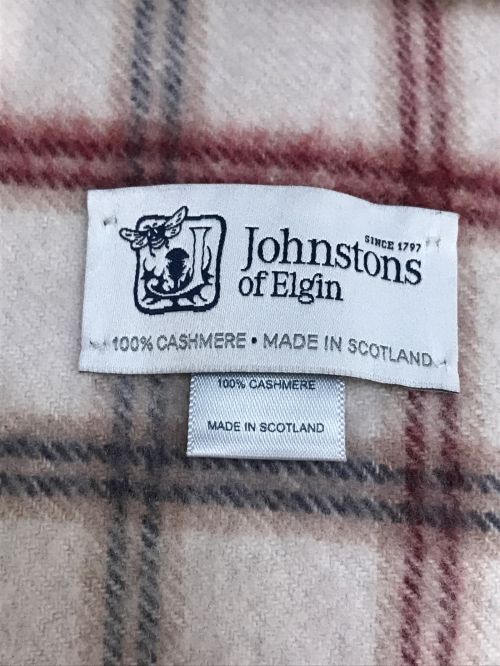 SINCE 1797
Johnstons
of Elgin
100% CASHMERE • MADE IN SCOTLAND
100% CASHMERE
MADE IN SCOTLAND